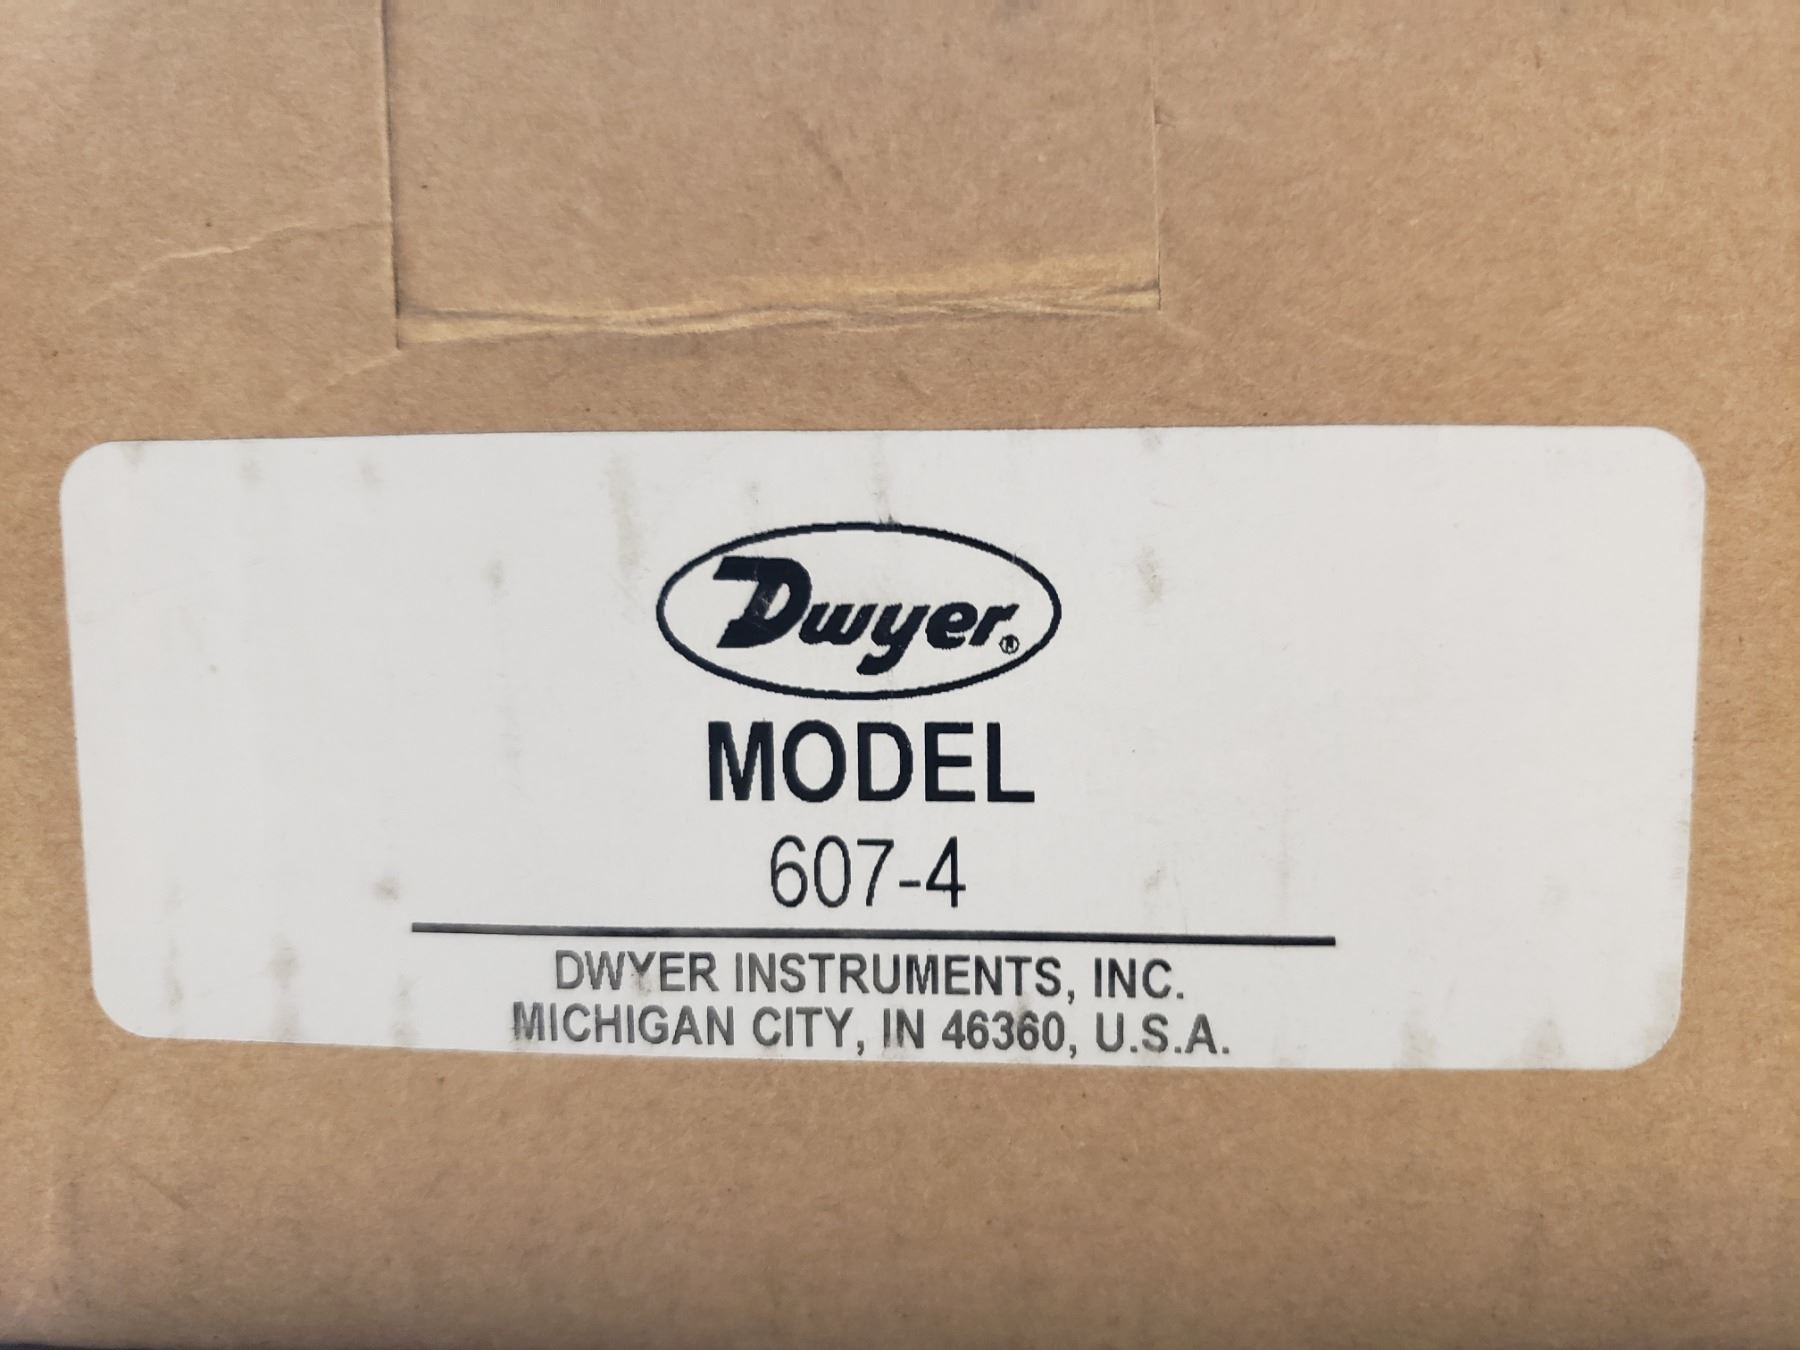 Dwyer®
MODEL
607-4
DWYER INSTRUMENTS, INC.
MICHIGAN CITY, IN 46360, U.S.A.